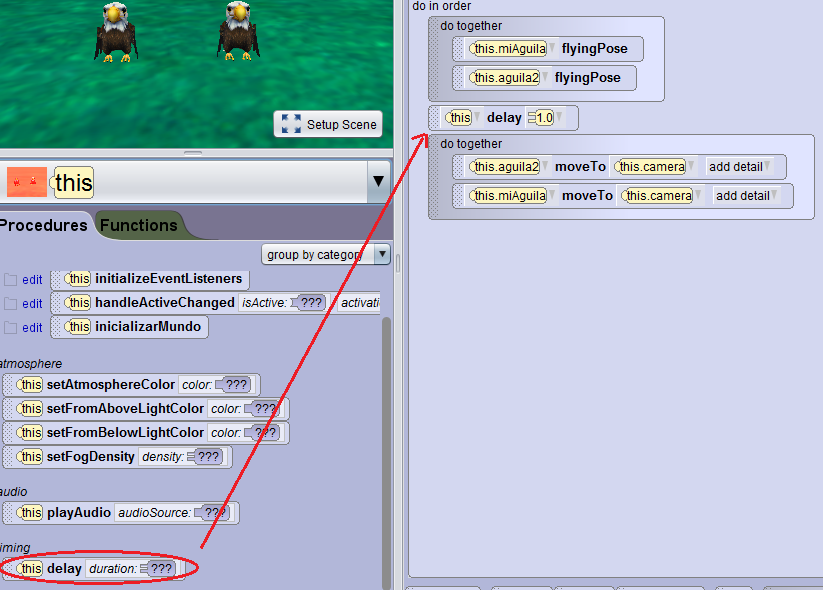 do in order
do together
this.miAguila flyingPose
this.aguila2 flyingPose
this delay 1.0
do together
this.aguila2 moveTo this.camera add detail
this.miAguila moveTo this.camera add detail
Setup Scene
this
Procedures Functions
group by category
edit this initializeEventListeners
edit this handleActiveChanged isActive: ??? activati
edit this inicializarMundo
atmosphere
this setAtmosphereColor color: ???
this setFromAboveLightColor color: ???
this setFromBelowLightColor color: ???
this setFogDensity density: ???
audio
this playAudio audioSource: ???
iming
this delay duration: ???